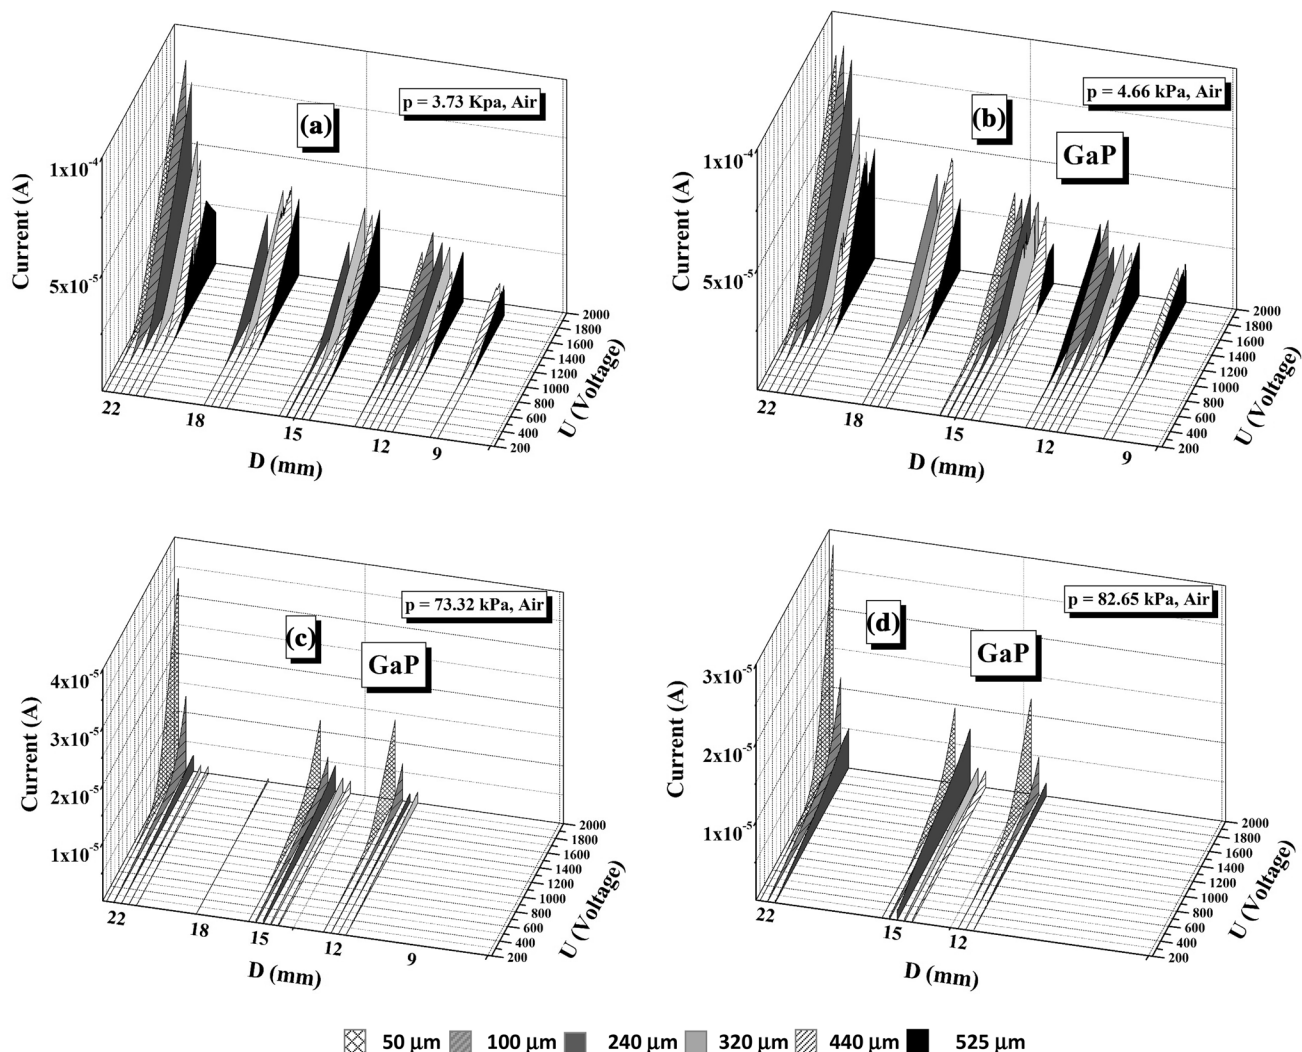 (a)
p = 3.73 Kpa, Air
Current (A)
1x10-4
5x10-5
22
18
15
12
9
D (mm)
200
400
600
800
1000
1200
1400
1600
1800
2000
U (Voltage)
(b)
p = 4.66 kPa, Air
GaP
Current (A)
1x10-4
5x10-5
22
18
15
12
9
D (mm)
200
400
600
800
1000
1200
1400
1600
1800
2000
U (Voltage)
(c)
p = 73.32 kPa, Air
GaP
Current (A)
4x10-5
3x10-5
2x10-5
1x10-5
22
18
15
12
9
D (mm)
200
400
600
800
1000
1200
1400
1600
1800
2000
U (Voltage)
(d)
p = 82.65 kPa, Air
GaP
Current (A)
3x10-5
2x10-5
1x10-5
22
15
12
D (mm)
200
400
600
800
1000
1200
1400
1600
1800
2000
U (Voltage)
50 µm 100 µm 240 µm 320 µm 440 µm 525 µm